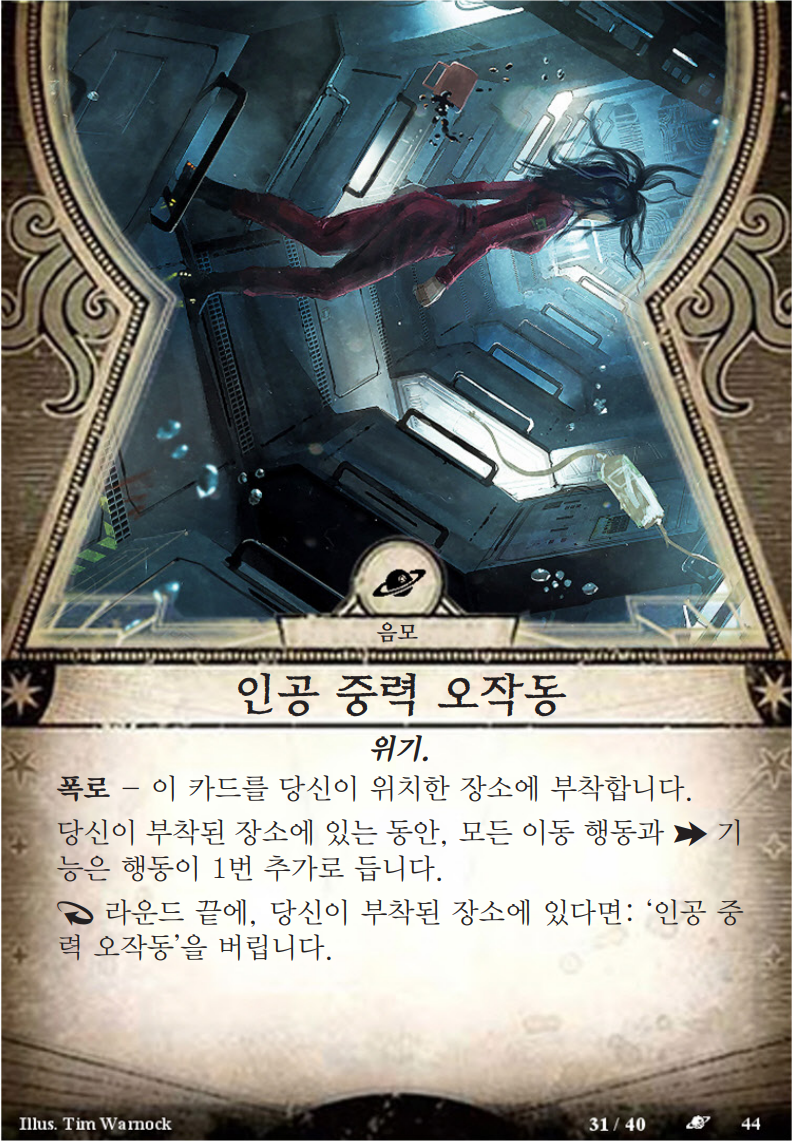 음모
인공 중력 오작동
위기.
폭로 – 이 카드를 당신이 위치한 장소에 부착합니다.
당신이 부착된 장소에 있는 동안, 모든 이동 행동과 기
능은 행동이 1번 추가로 듭니다.
라운드 끝에, 당신이 부착된 장소에 있다면: ‘인공 중
력 오작동’을 버립니다.
Illus. Tim Warnock
31 / 40
44